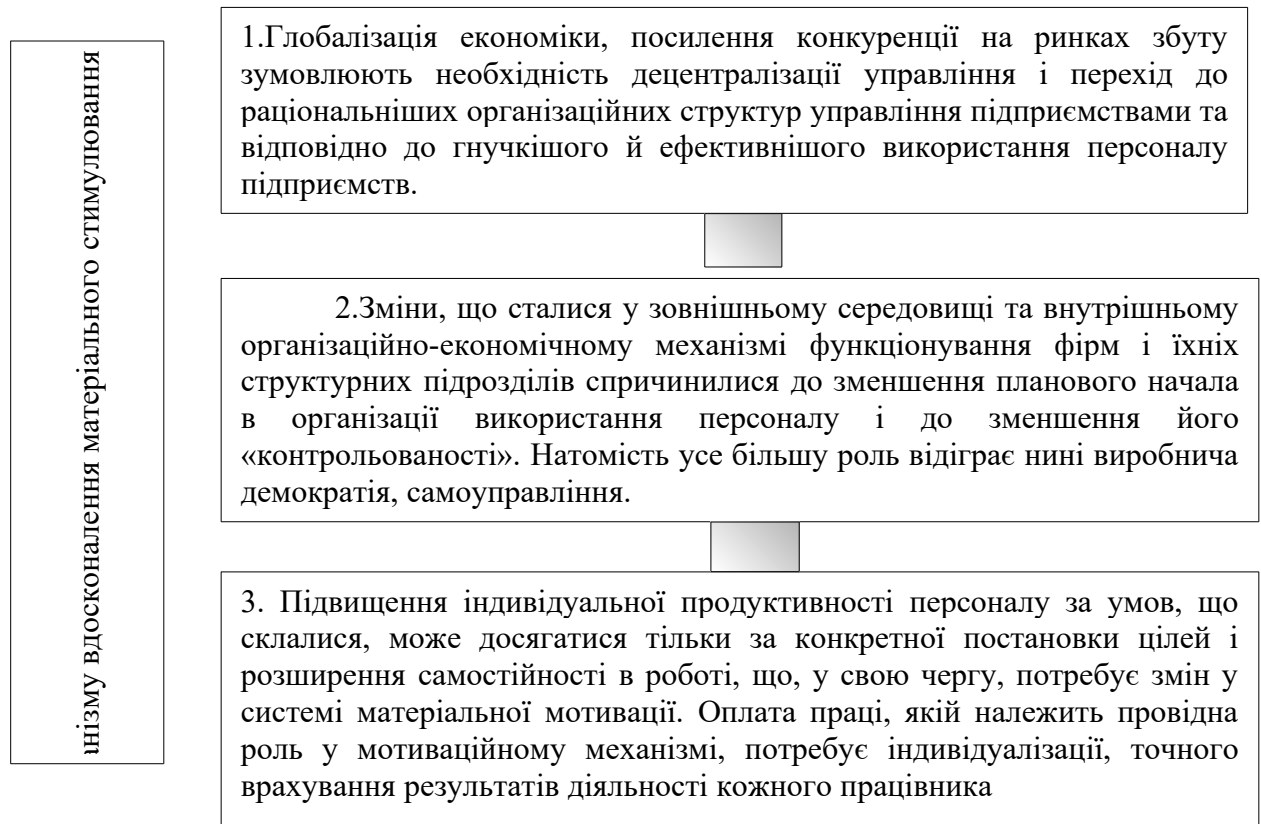 вдосконалення матеріального стимулювання
1.Глобалізація економіки, посилення конкуренції на ринках збуту
зумовлюють необхідність децентралізації управління і перехід до
раціональніших організаційних структур управління підприємствами та
відповідно до гнучкішого й ефективнішого використання персоналу
підприємств.
2.Зміни, що сталися у зовнішньому середовищі та внутрішньому
організаційно-економічному механізмі функціонування фірм і їхніх
структурних підрозділів спричинилися до зменшення планового начала
в організації використання персоналу і до зменшення його
«контрольованості». Натомість усе більшу роль відіграє нині виробнича
демократія, самоуправління.
3. Підвищення індивідуальної продуктивності персоналу за умов, що
склалися, може досягатися тільки за конкретної постановки цілей і
розширення самостійності в роботі, що, у свою чергу, потребує змін у
системі матеріальної мотивації. Оплата праці, якій належить провідна
роль у мотиваційному механізмі, потребує індивідуалізації, точного
врахування результатів діяльності кожного працівника